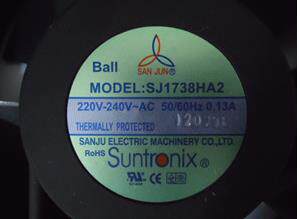 SAN JUN®
Ball
MODEL:SJ1738HA2
220V-240V~AC 50/60Hz 0.13A
THERMALLY PROTECTED
SANJU ELECTRIC MACHINERY CO.,LTD.
RoHS
Suntronix®
CE